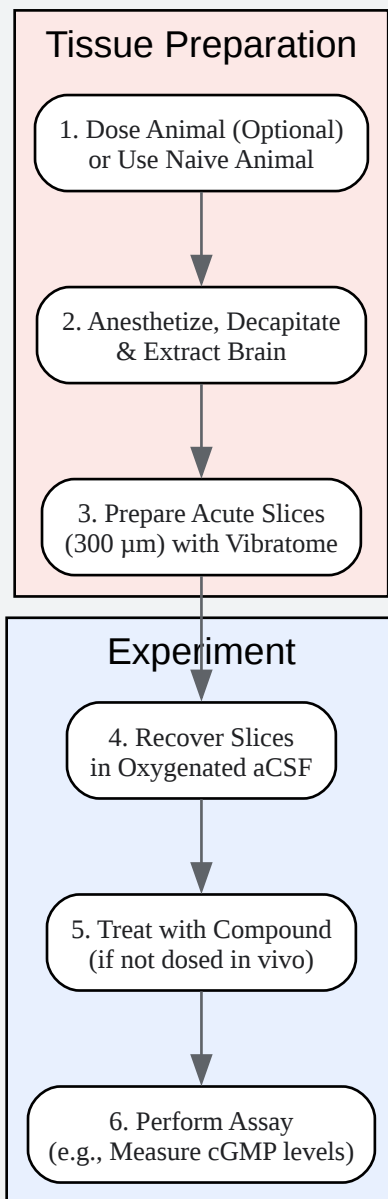 Tissue Preparation
1. Dose Animal (Optional)
or Use Naive Animal
2. Anesthetize, Decapitate
& Extract Brain
3. Prepare Acute Slices
(300 µm) with Vibratome
Experiment
4. Recover Slices
in Oxygenated aCSF
5. Treat with Compound
(if not dosed in vivo)
6. Perform Assay
(e.g., Measure cGMP levels)